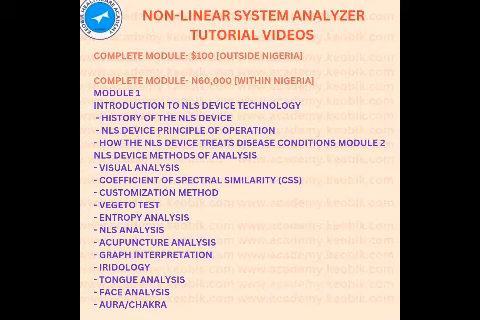 NON-LINEAR SYSTEM ANALYZER
TUTORIAL VIDEOS
COMPLETE MODULE- $100 [OUTSIDE NIGERIA]
COMPLETE MODULE- N60,000 [WITHIN NIGERIA]
MODULE 1
INTRODUCTION TO NLS DEVICE TECHNOLOGY
- HISTORY OF THE NLS DEVICE
- NLS DEVICE PRINCIPLE OF OPERATION
- HOW THE NLS DEVICE TREATS DISEASE CONDITIONS MODULE 2
NLS DEVICE METHODS OF ANALYSIS
- VISUAL ANALYSIS
- COEFFICIENT OF SPECTRAL SIMILARITY (CSS)
- CUSTOMIZATION METHOD
- VEGETO TEST
- ENTROPY ANALYSIS
- NLS ANALYSIS
- ACUPUNCTURE ANALYSIS
- GRAPH INTERPRETATION
- IRIDOLOGY
- TONGUE ANALYSIS
- FACE ANALYSIS
- AURA/CHAKRA